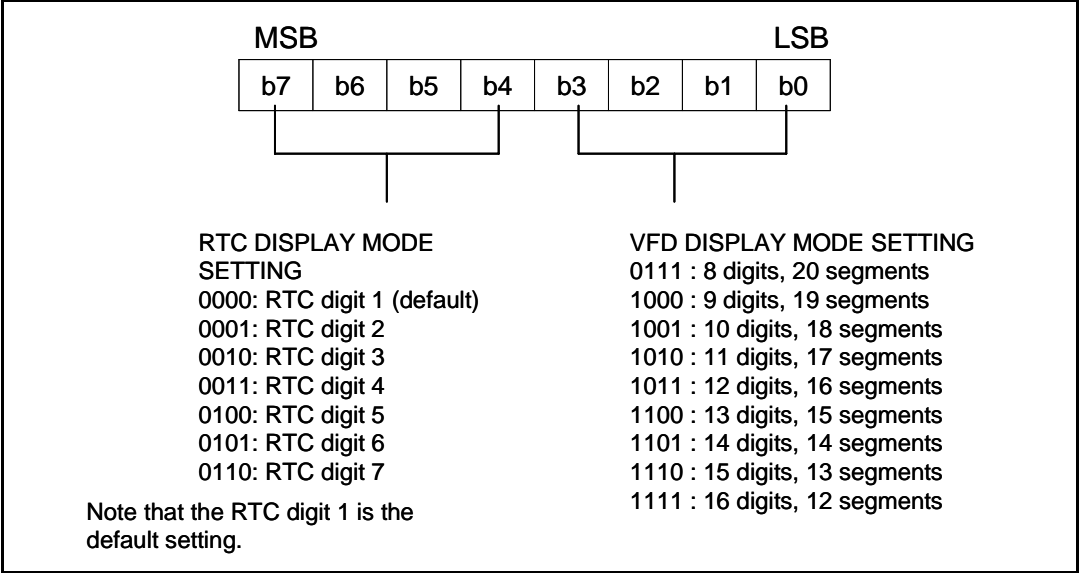 MSB LSB
b7 b6 b5 b4 b3 b2 b1 b0
RTC DISPLAY MODE
SETTING
0000: RTC digit 1 (default)
0001: RTC digit 2
0010: RTC digit 3
0011: RTC digit 4
0100: RTC digit 5
0101: RTC digit 6
0110: RTC digit 7
Note that the RTC digit 1 is the
default setting.
VFD DISPLAY MODE SETTING
0111 : 8 digits, 20 segments
1000 : 9 digits, 19 segments
1001 : 10 digits, 18 segments
1010 : 11 digits, 17 segments
1011 : 12 digits, 16 segments
1100 : 13 digits, 15 segments
1101 : 14 digits, 14 segments
1110 : 15 digits, 13 segments
1111 : 16 digits, 12 segments